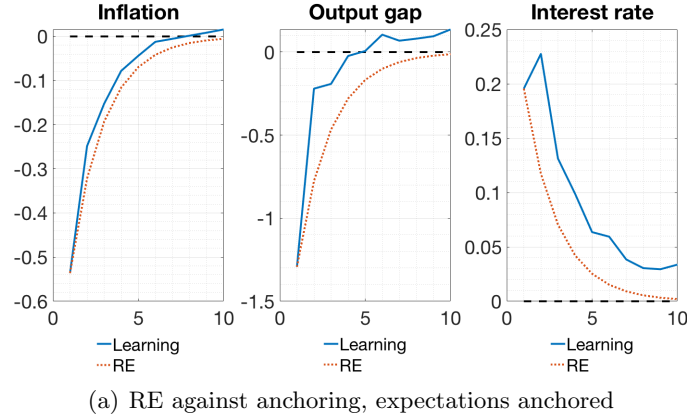 Inflation
0
-0.1
-0.2
-0.3
-0.4
-0.5
-0.6
0
5
10
Learning
RE
Output gap
0
-0.5
-1
-1.5
0
5
10
Learning
RE
Interest rate
0.25
0.2
0.15
0.1
0.05
0
0
5
10
Learning
RE
(a) RE against anchoring, expectations anchored